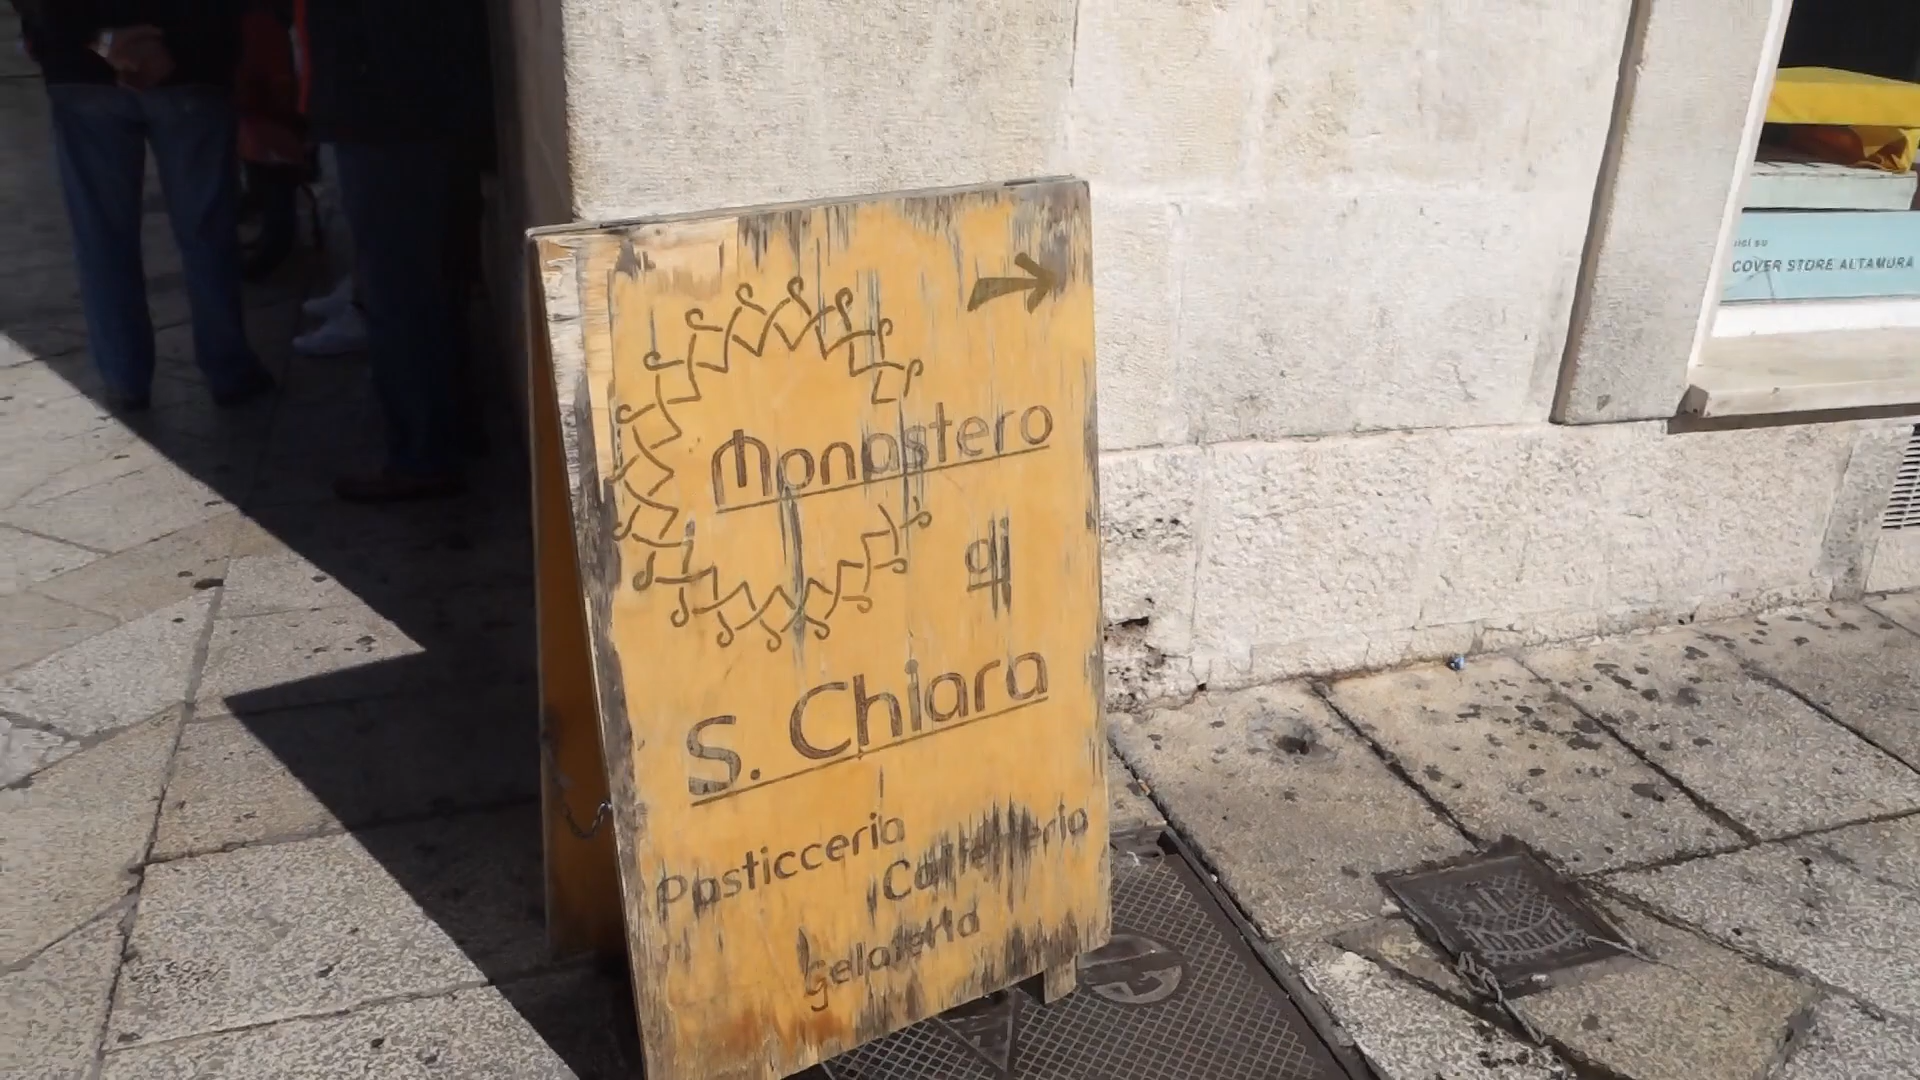 Monastero
di
S. Chiara
Pasticceria
Caffetteria
Gelateria
COVER STORE ALTAMURA